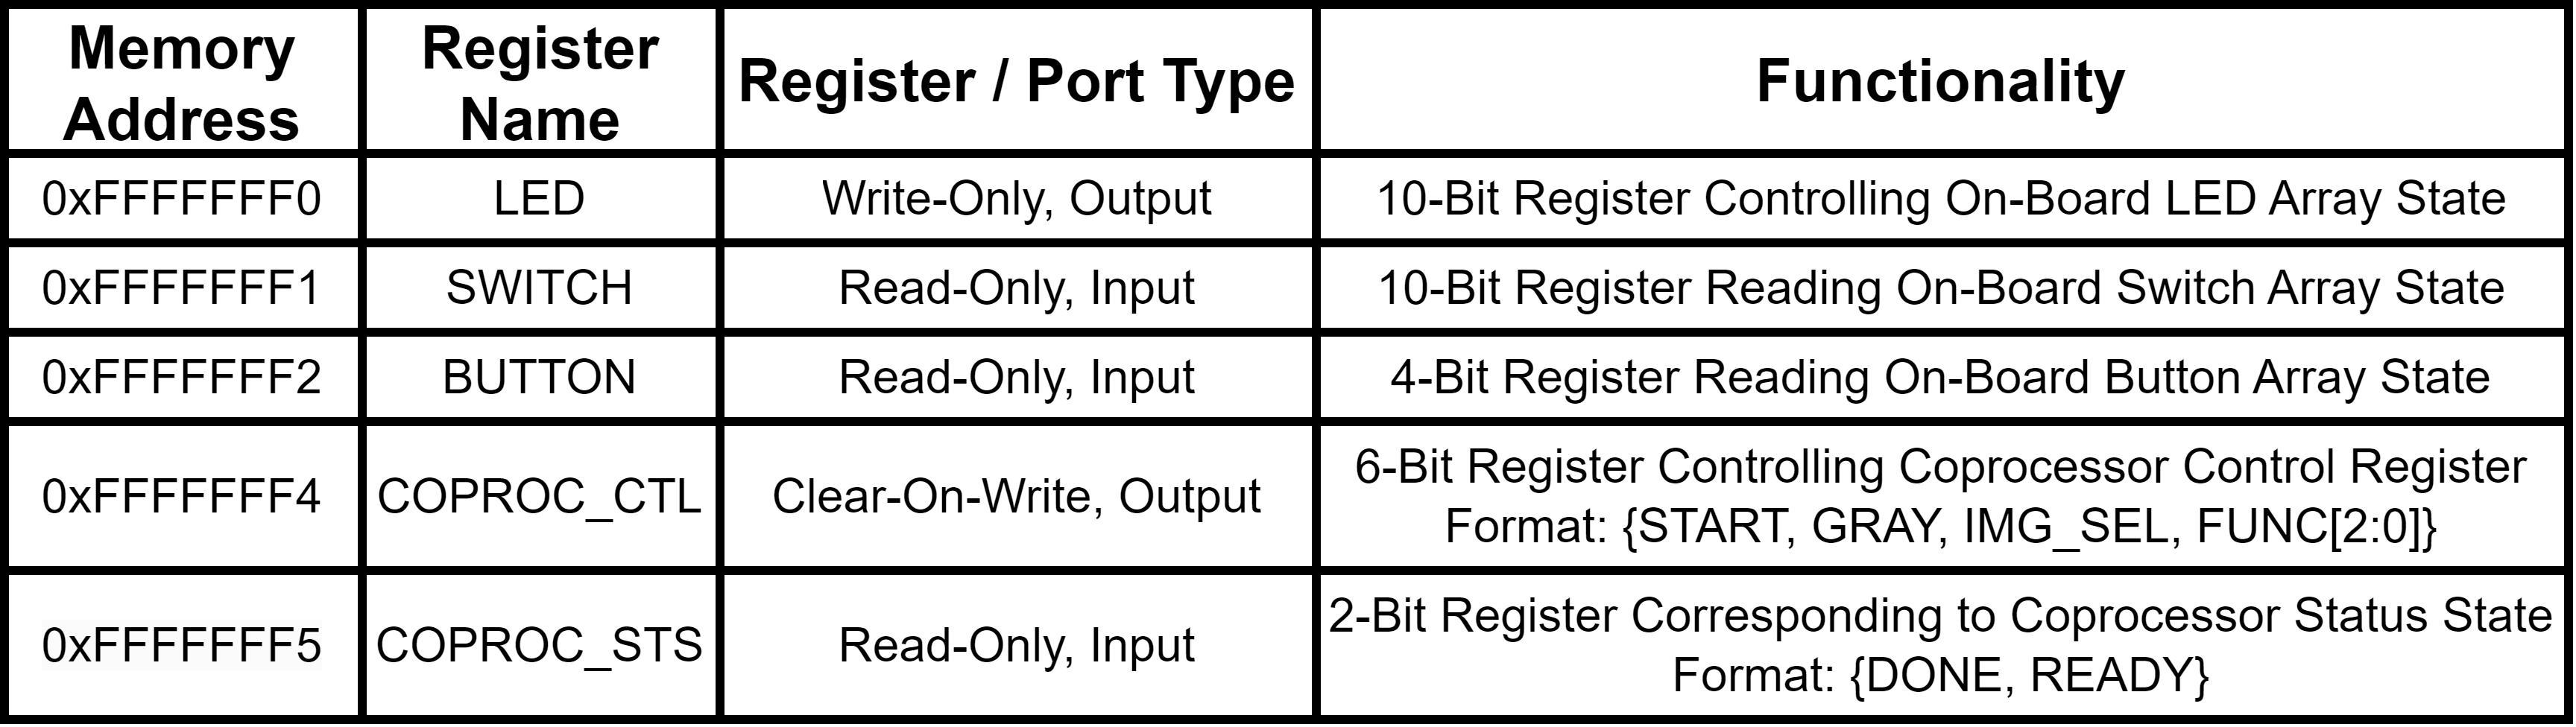 Memory Address
Register Name
Register / Port Type
Functionality
0xFFFFFFF0
LED
Write-Only, Output
10-Bit Register Controlling On-Board LED Array State
0xFFFFFFF1
SWITCH
Read-Only, Input
10-Bit Register Reading On-Board Switch Array State
0xFFFFFFF2
BUTTON
Read-Only, Input
4-Bit Register Reading On-Board Button Array State
0xFFFFFFF4
COPROC_CTL
Clear-On-Write, Output
6-Bit Register Controlling Coprocessor Control Register
Format: {START, GRAY, IMG_SEL, FUNC[2:0]}
0xFFFFFFF5
COPROC_STS
Read-Only, Input
2-Bit Register Corresponding to Coprocessor Status State
Format: {DONE, READY}